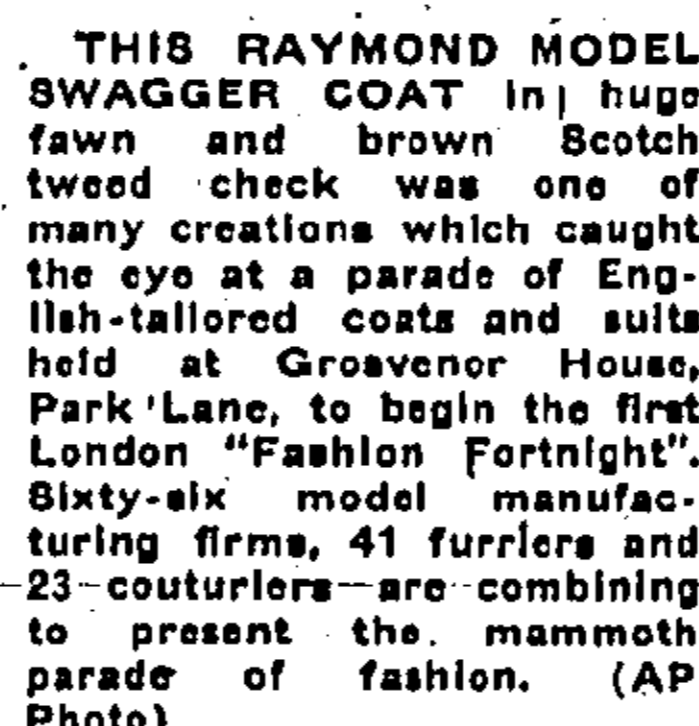 THIS RAYMOND MODEL
SWAGGER COAT in huge
fawn and brown Scotch
tweed check was one of
many creations which caught
the eye at a parade of Eng-
lish-tailored coats and suits
held at Grosvenor House,
Park Lane, to begin the first
London "Fashion Fortnight".
Sixty-six model manufac-
turing firms, 41 furriers and
23 couturiers are combining
to present the mammoth
parade of fashion. (AP
Photo)